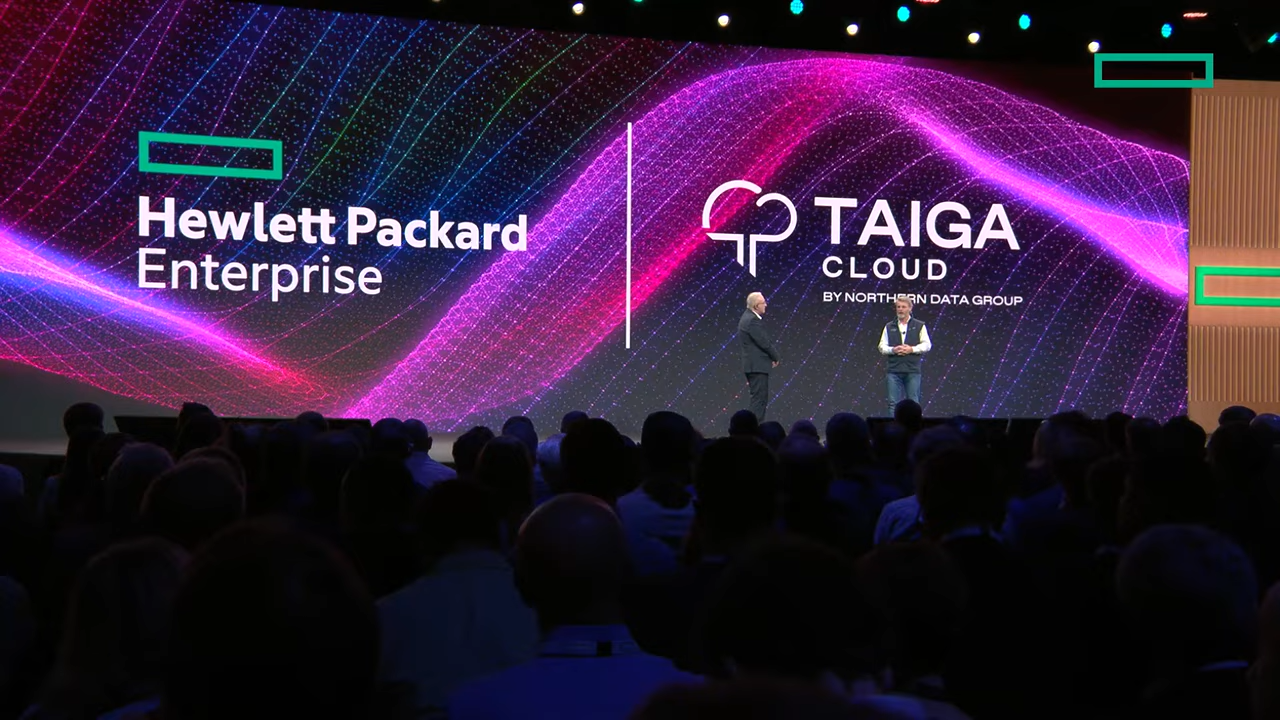 Hewlett Packard
Enterprise
TAIGA
CLOUD
BY NORTHERN DATA GROUP